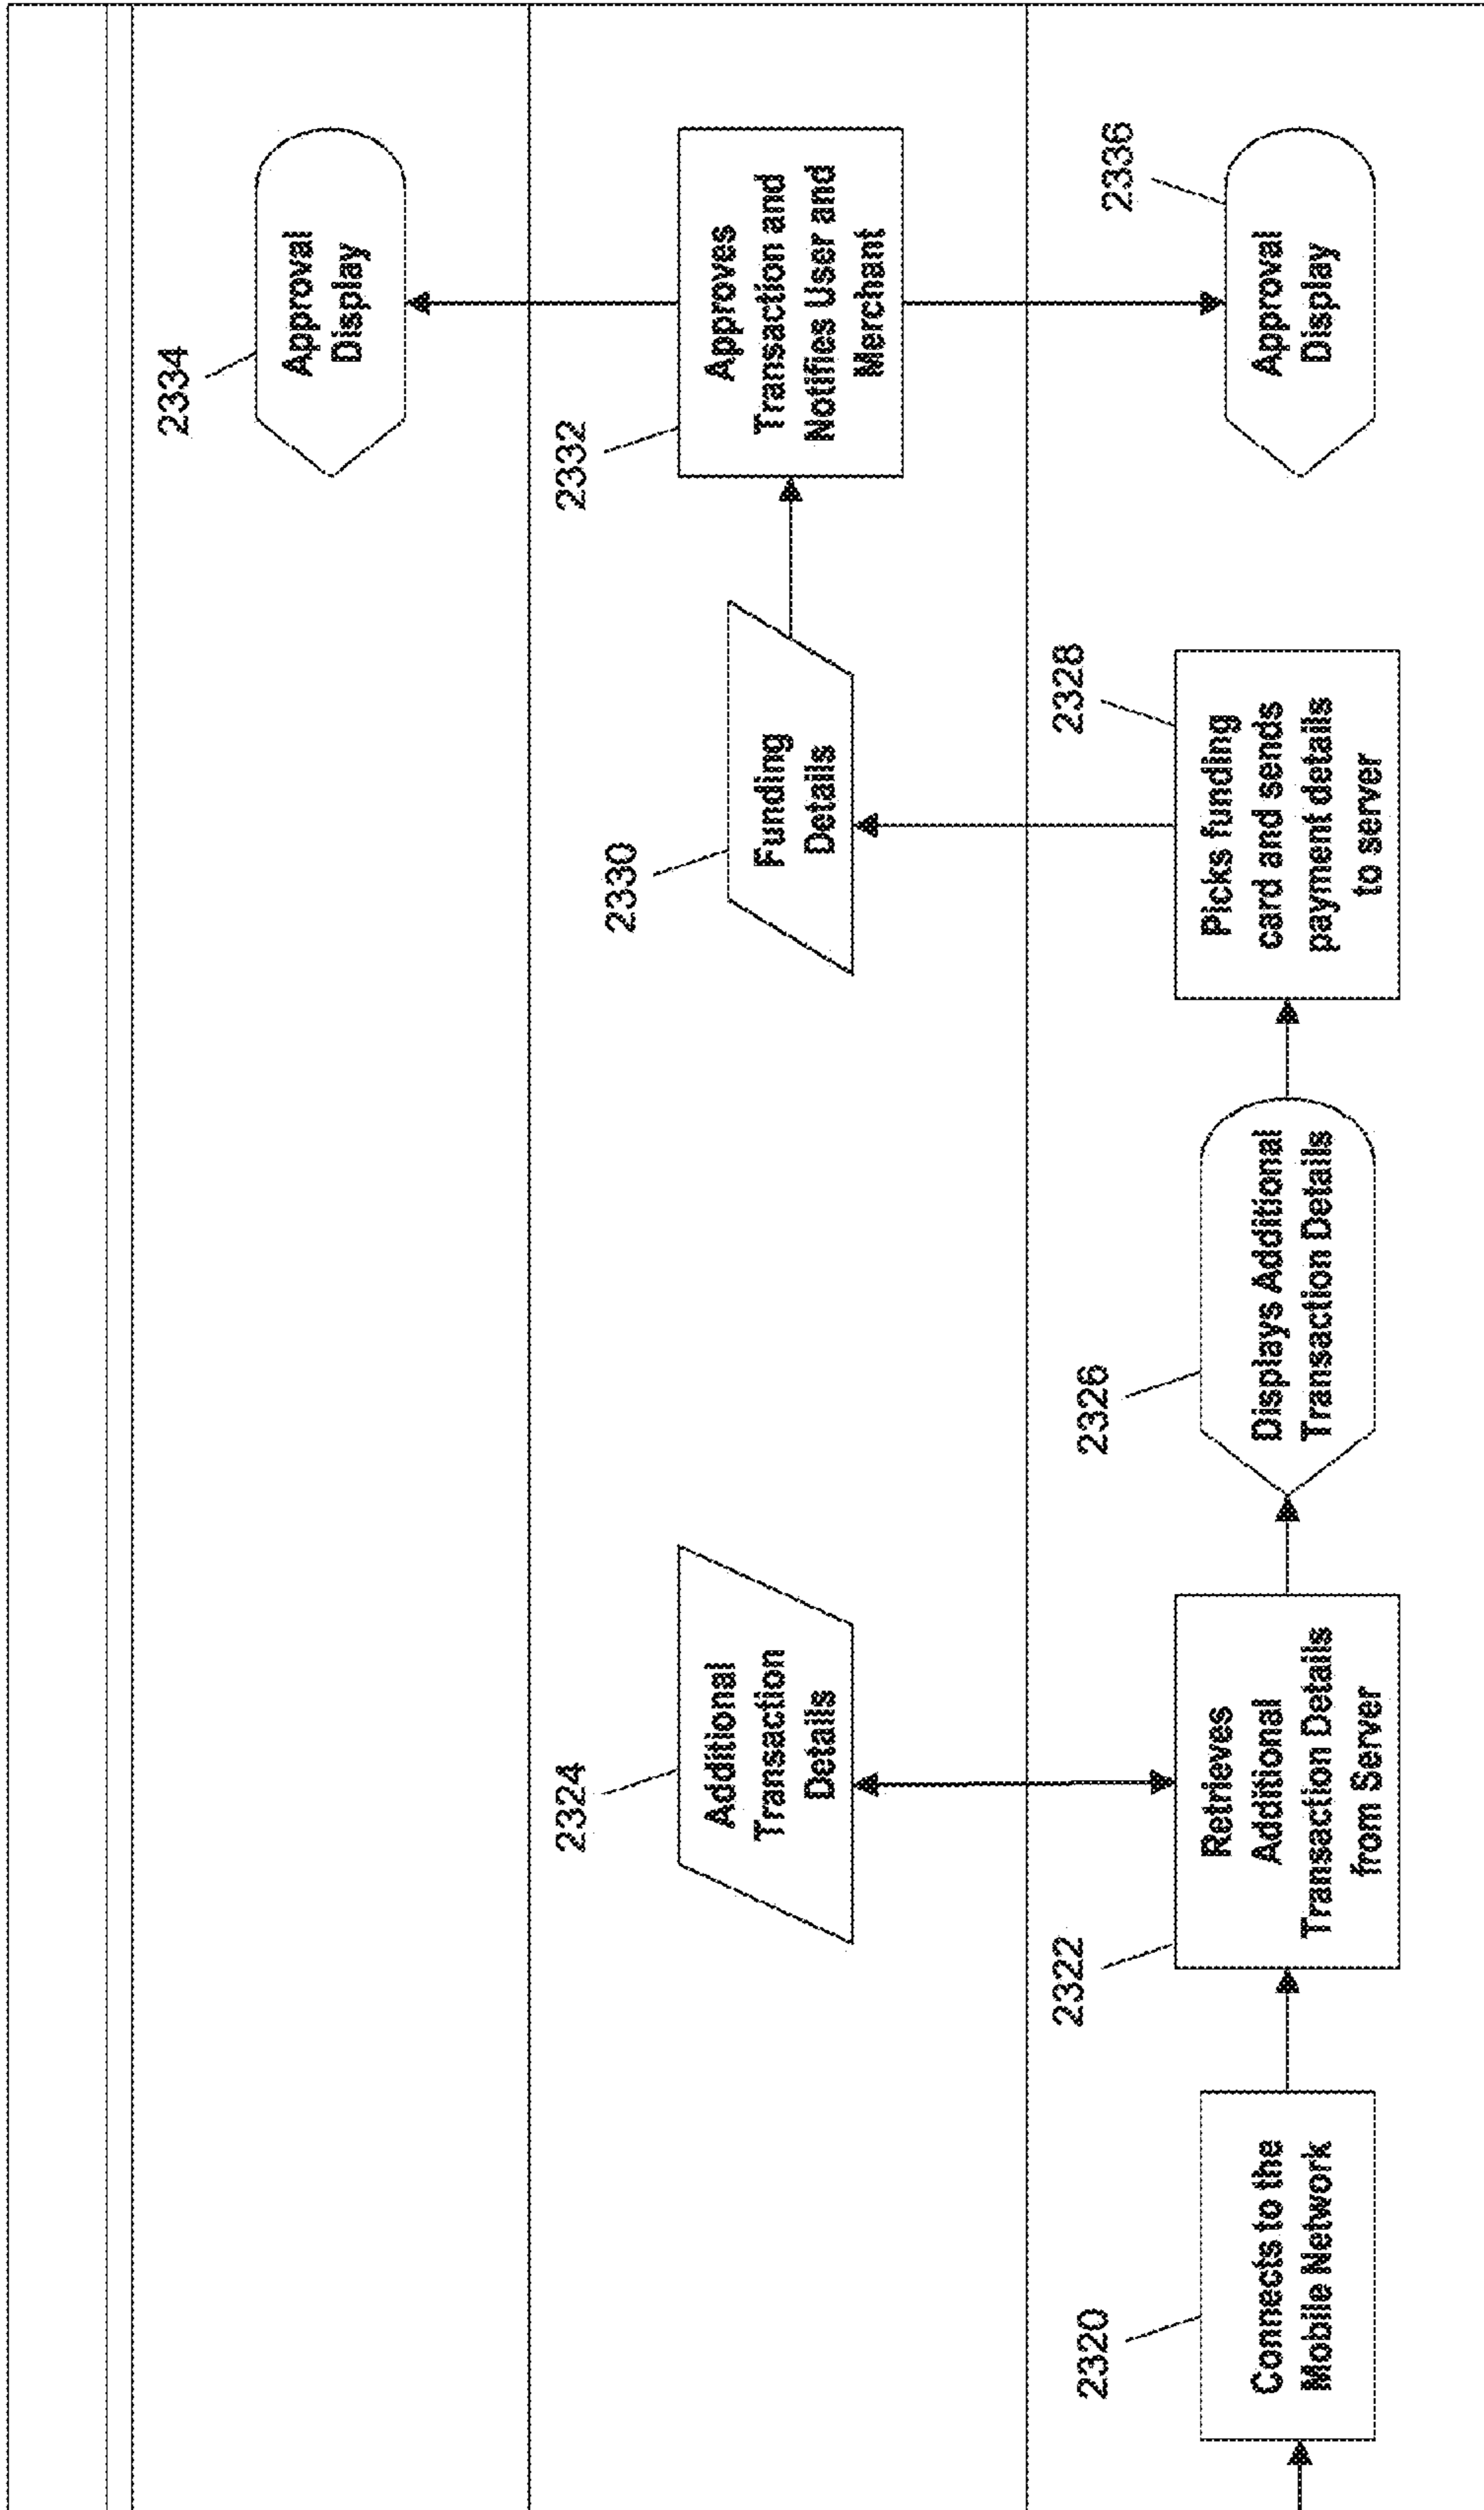 2334
Approval
Display
2332
Approves
Transaction and
Notifies User and
Merchant
2336
Approval
Display
2330
Funding
Details
2328
Picks funding
card and sends
payment details
to server
2326
Displays Additional
Transaction Details
2324
Additional
Transaction
Details
2322
Retrieves
Additional
Transaction Details
from Server
2320
Connects to the
Mobile Network